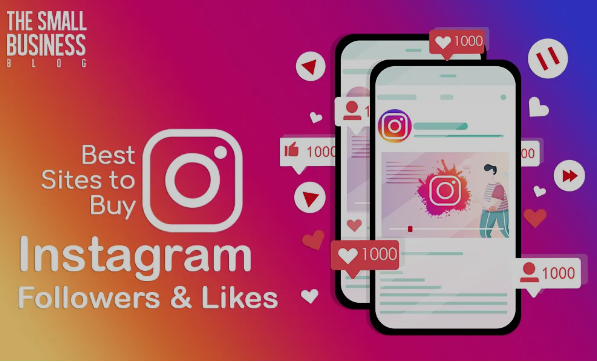 THE SMALL
BUSINESS
BLOG
Best
Sites to
Buy
Instagram
Followers & Likes
1000
1000
1000
1000